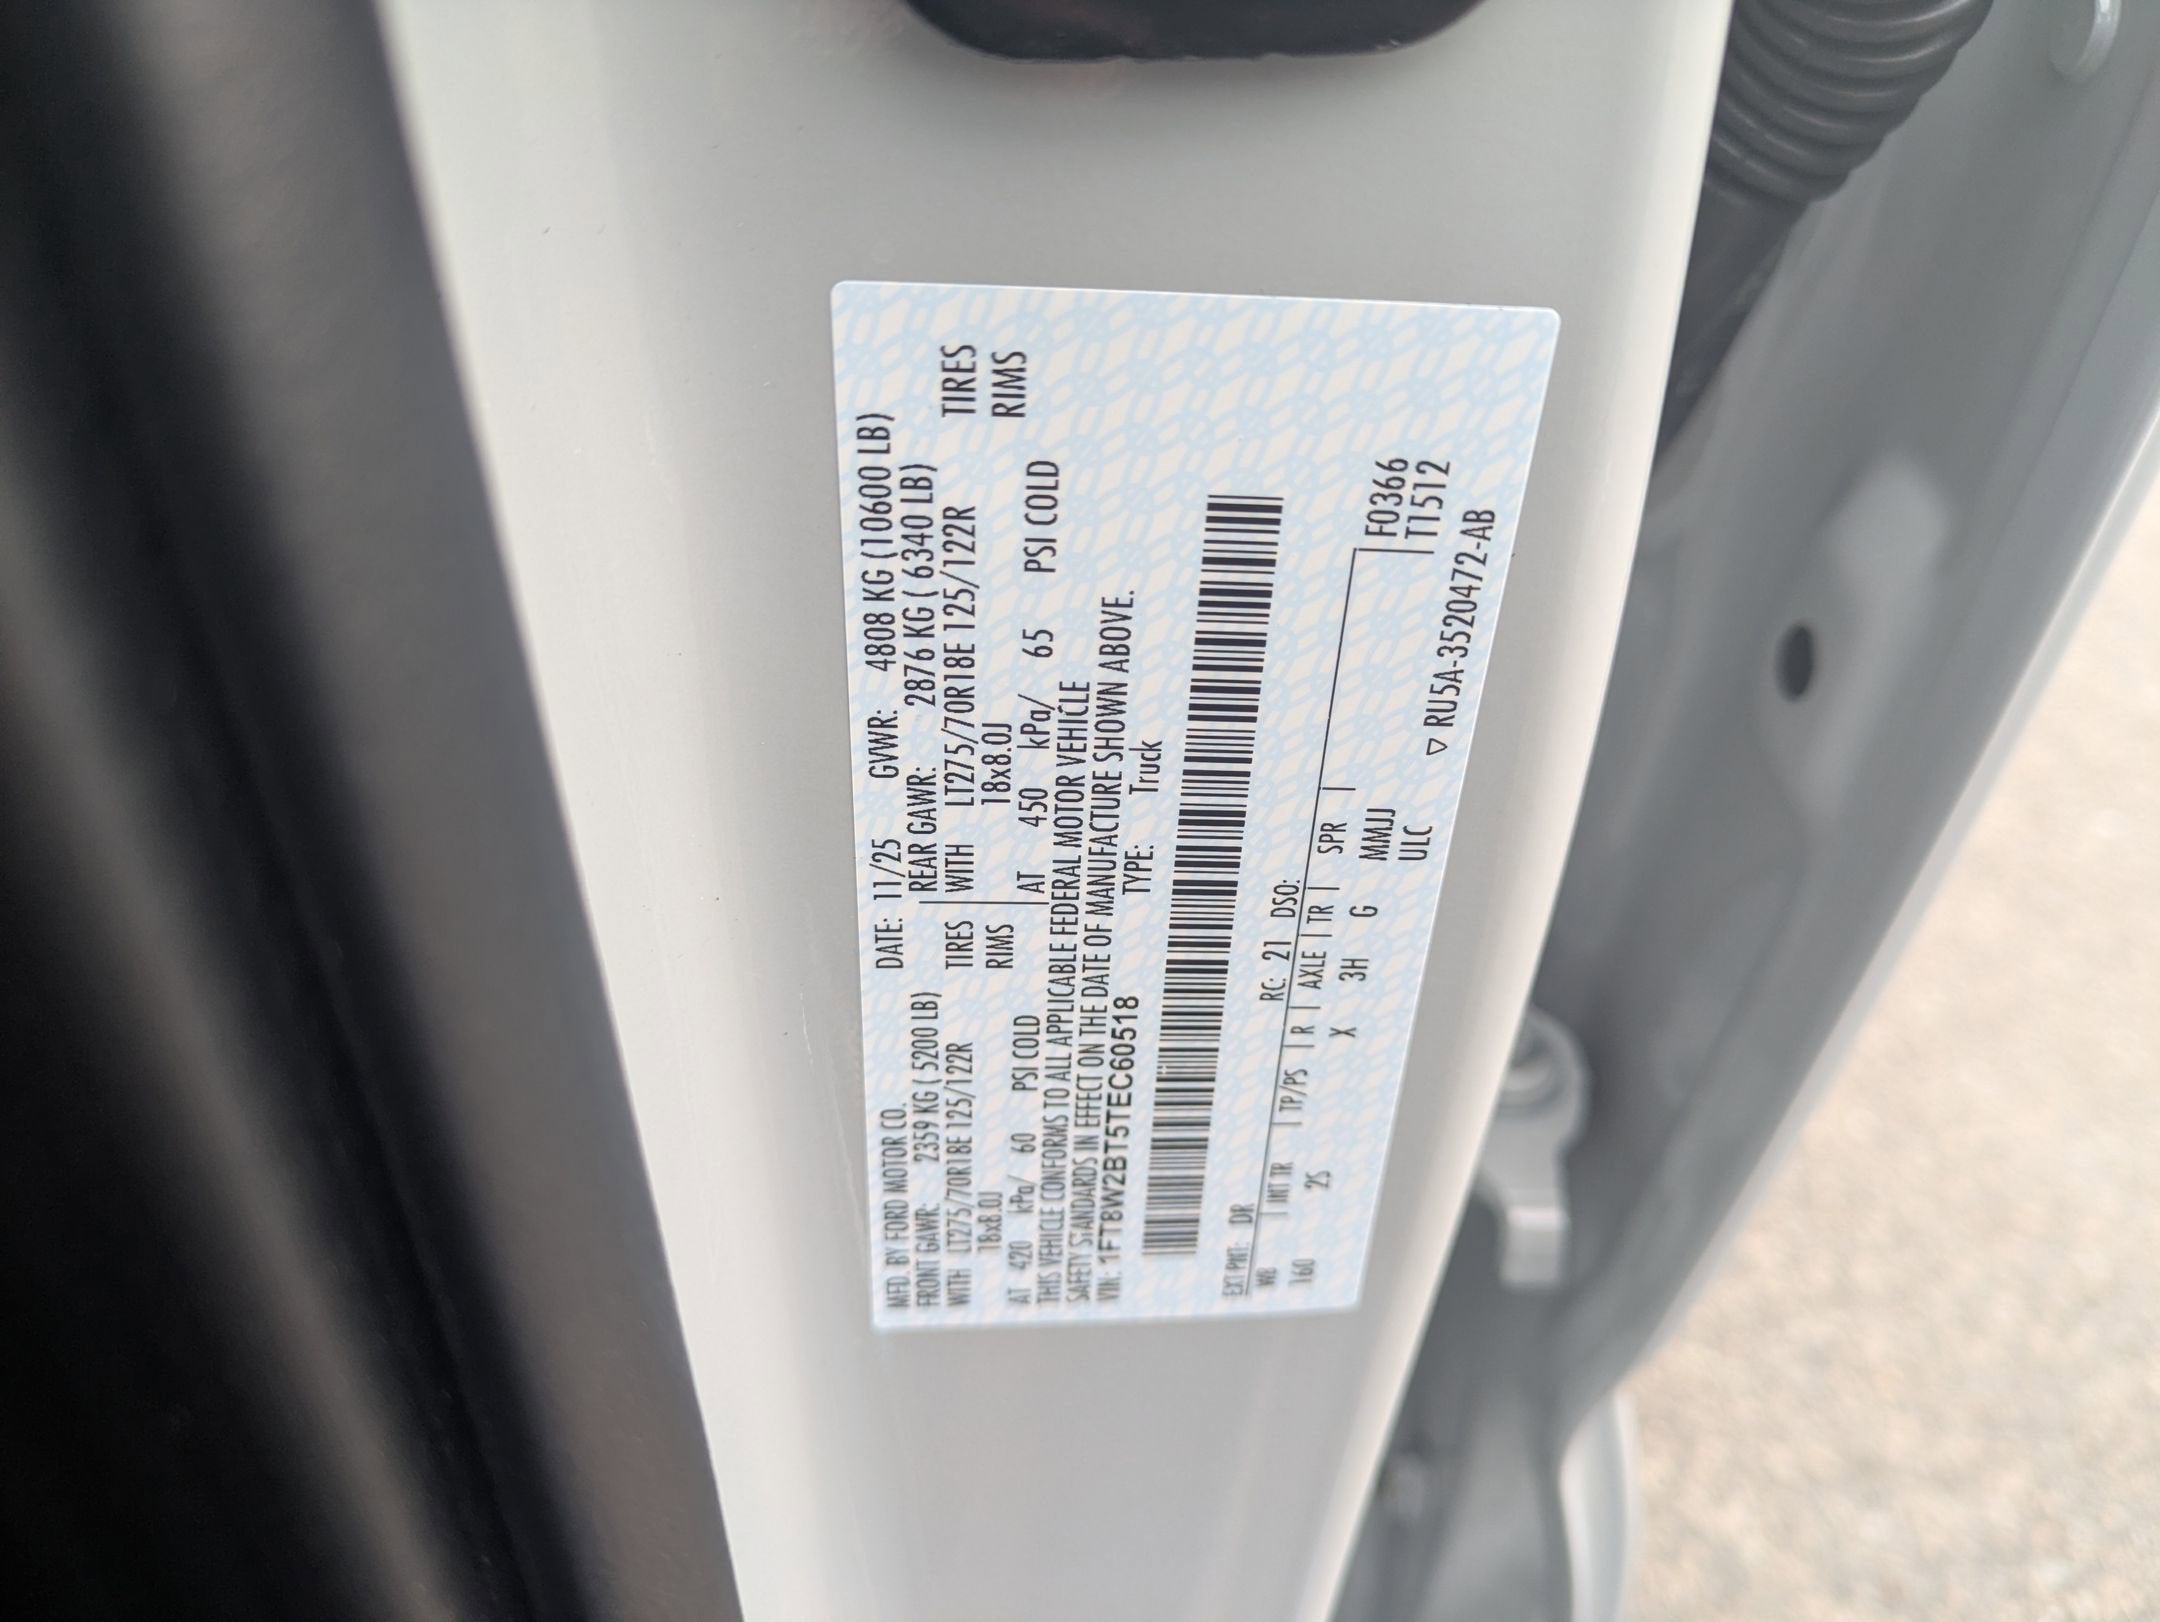 MFD. BY FORD MOTOR CO. DATE: 11/25 GVWR: 4808 KG (10600 LB)
FRONT GAWR: 2359 KG (5200 LB) REAR GAWR: 2876 KG ( 6340 LB)
WITH LT275/70R18E 125/122R TIRES WITH LT275/70R18E 125/122R TIRES
18x8.0J RIMS 18x8.0J RIMS
AT 420 kPa/ 60 PSI COLD AT 450 kPa/ 65 PSI COLD
THIS VEHICLE CONFORMS TO ALL APPLICABLE FEDERAL MOTOR VEHICLE
SAFETY STANDARDS IN EFFECT ON THE DATE OF MANUFACTURE SHOWN ABOVE.
VIN: 1FT8W2BT5TEC60518 TYPE: Truck
EXT PNT: DR RC: 21 DSO:
WB INT TR TP/PS R AXLE TR SPR F0366
160 2S X 3H G MMJJ T1512
ULC ▽ RU5A-3520472-AB